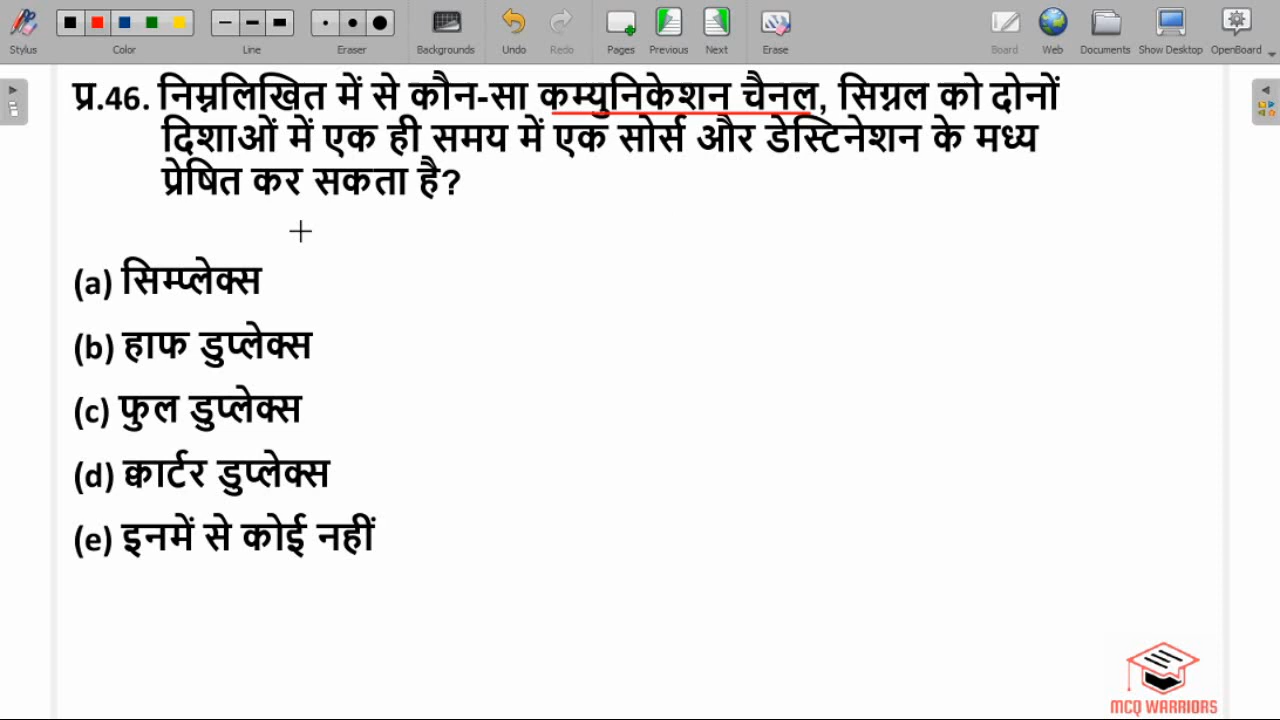 Stylus
Color
Line
Eraser
Backgrounds
Undo
Redo
Pages
Previous
Next
Erase
Board
Web
Documents
Show Desktop
OpenBoard
प्र.46. निम्नलिखित में से कौन-सा कम्युनिकेशन चैनल, सिग्नल को दोनों
दिशाओं में एक ही समय में एक सोर्स और डेस्टिनेशन के मध्य
प्रेषित कर सकता है?
(a) सिम्प्लेक्स
(b) हाफ डुप्लेक्स
(c) फुल डुप्लेक्स
(d) क्वार्टर डुप्लेक्स
(e) इनमें से कोई नहीं
MCQ WARRIORS